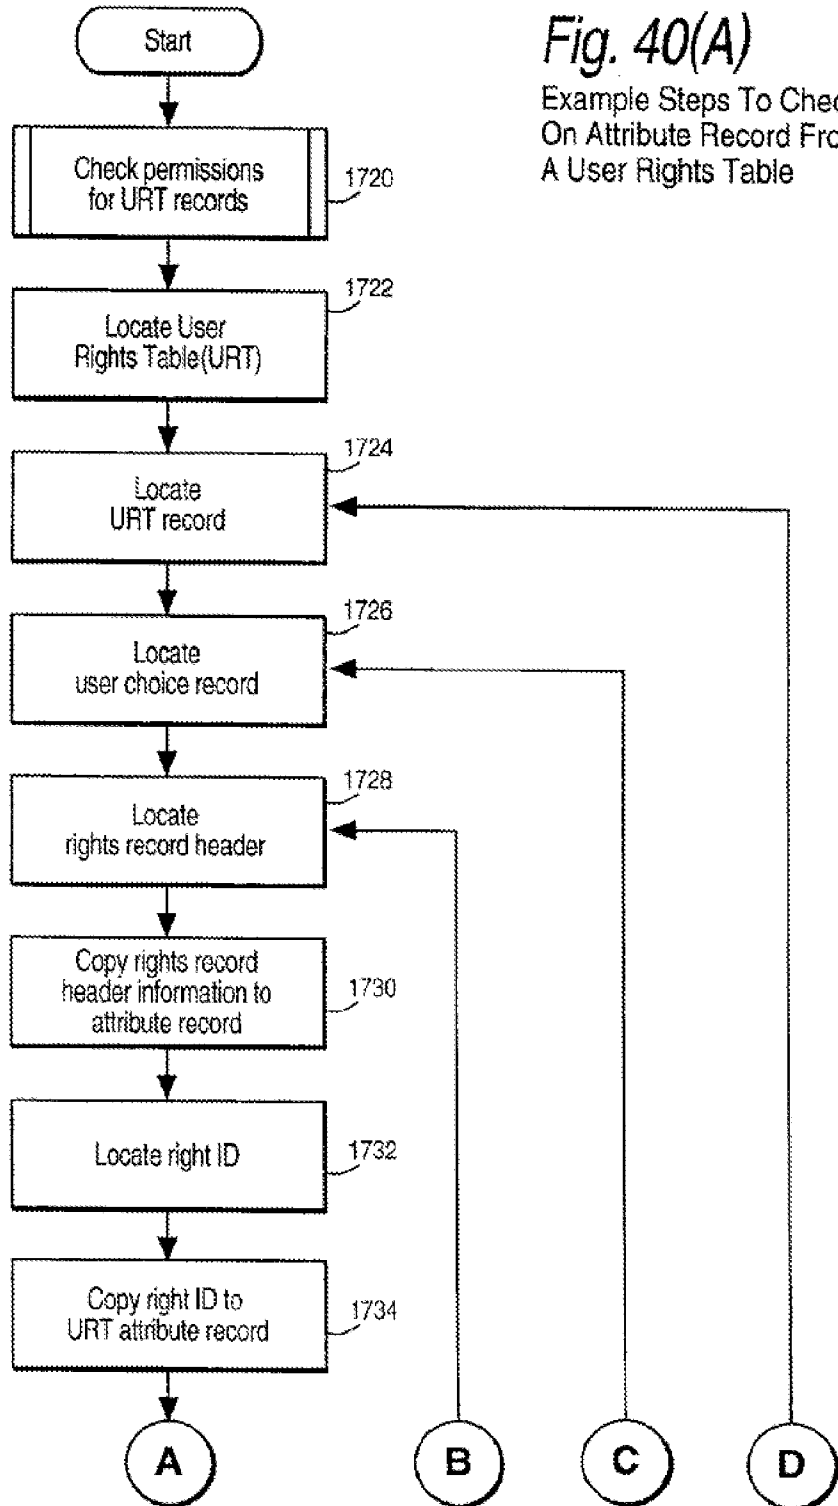 Fig. 40(A)
Example Steps To Chec
On Attribute Record Fro
A User Rights Table
Start
Check permissions
for URT records
1720
1722
Locate User
Rights Table(URT)
1724
Locate
URT record
1726
Locate
user choice record
1728
Locate
rights record header
Copy rights record
header information to
attribute record
1730
Locate right ID
1732
Copy right ID to
URT attribute record
1734
A
B
C
D